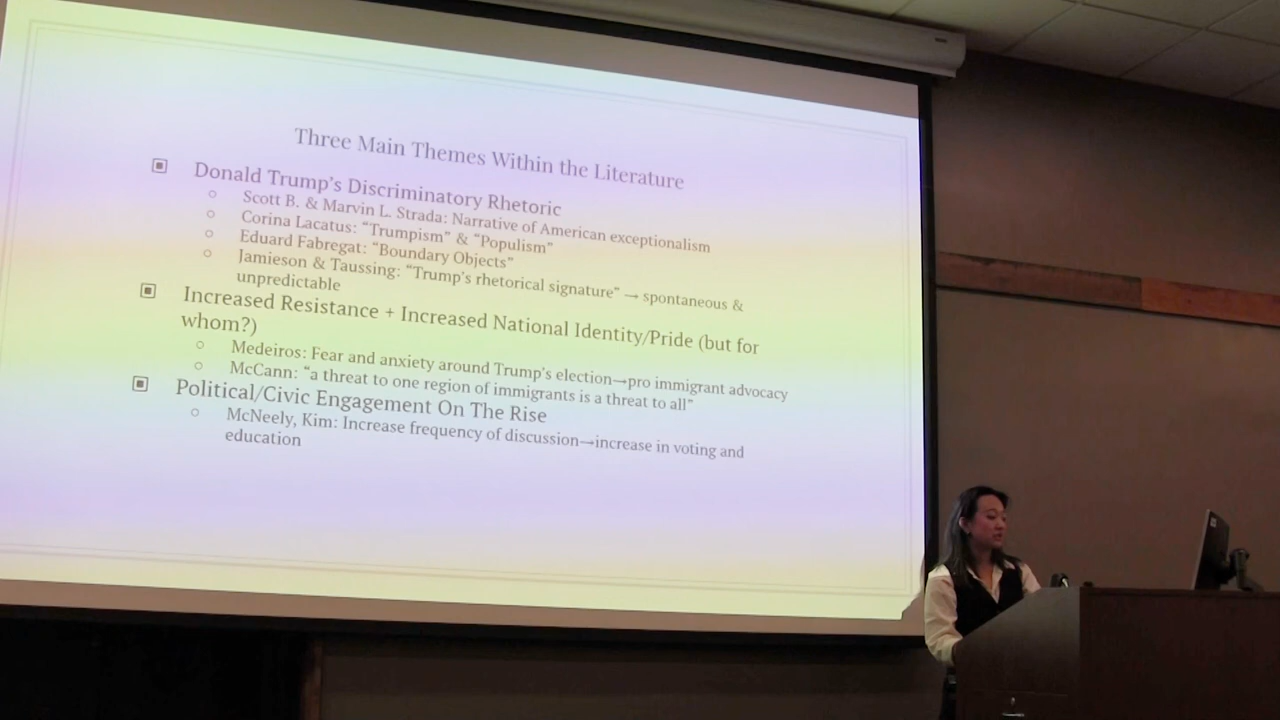 Three Main Themes Within the Literature
Donald Trump's Discriminatory Rhetoric
Scott B. & Marvin L. Strada: Narrative of American exceptionalism
Corina Lacatus: "Trumpism" & "Populism"
Eduard Fabregat: "Boundary Objects"
Jamieson & Taussing: "Trump's rhetorical signature" → spontaneous &
unpredictable
Increased Resistance + Increased National Identity/Pride (but for
whom?)
Medeiros: Fear and anxiety around Trump's election→pro immigrant advocacy
McCann: "a threat to one region of immigrants is a threat to all"
Political/Civic Engagement On The Rise
McNeely, Kim: Increase frequency of discussion→increase in voting and
education